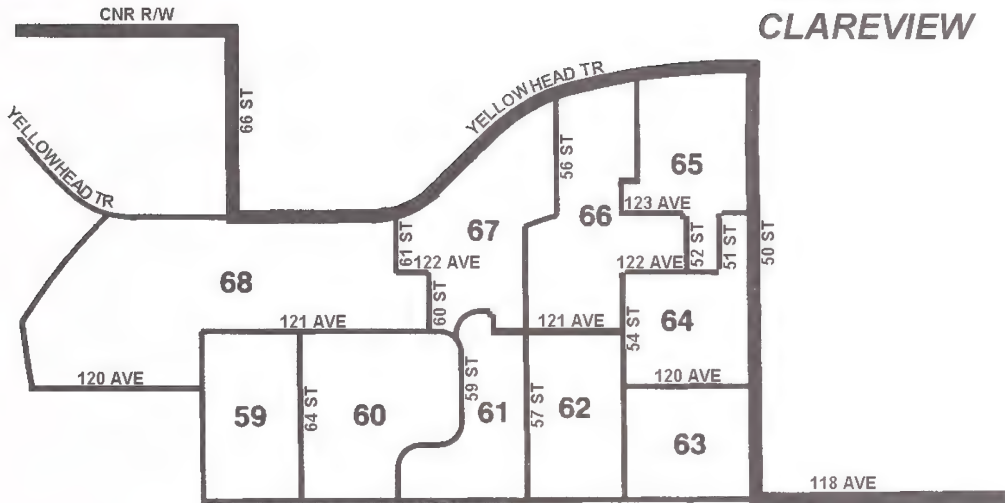 CNR R/W
CLAREVIEW
YELLOWHEAD TR
66 ST
YELLOWHEAD TR
56 ST
65
123 AVE
66
67
61 ST
122 AVE
52 ST
51 ST
50 ST
122 AVE
68
60 ST
121 AVE
121 AVE
54 ST
64
120 AVE
120 AVE
59
64 ST
60
59 ST
61
57 ST
62
63
118 AVE